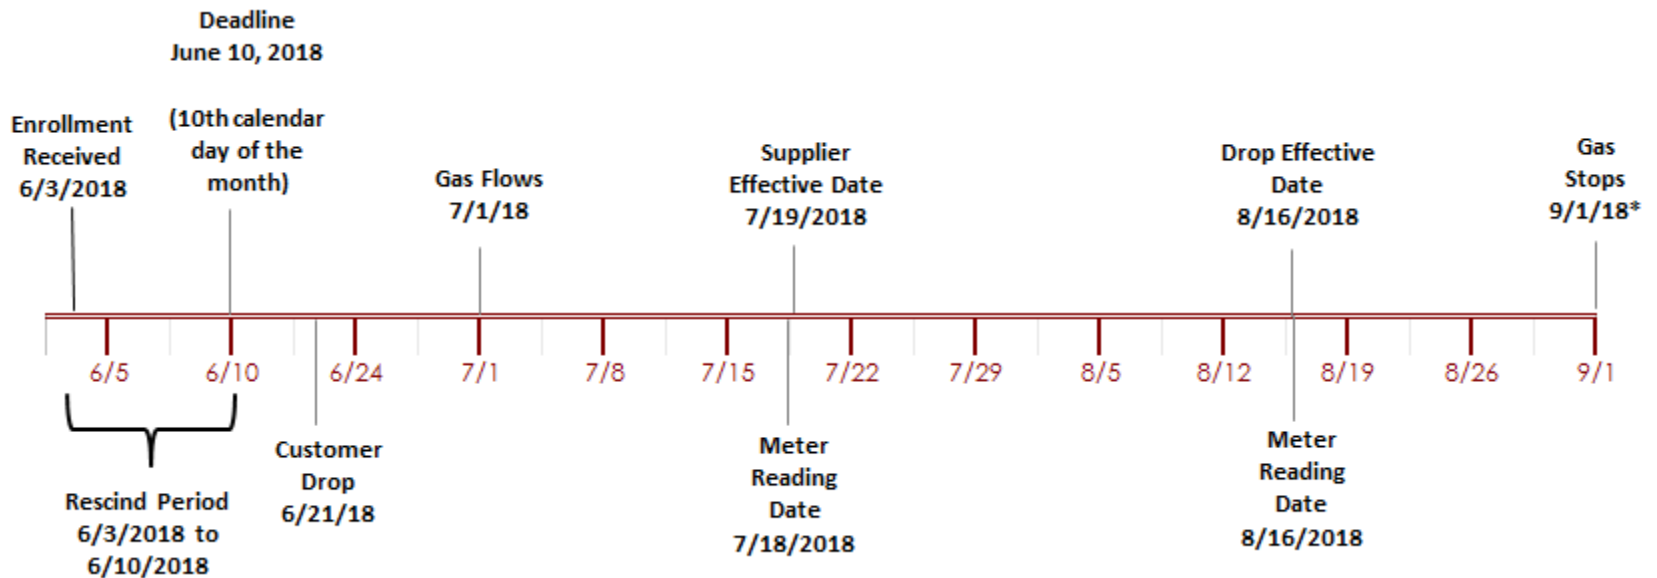 Deadline
June 10, 2018
(10th calendar
day of the
month)
Enrollment
Received
6/3/2018
Gas Flows
7/1/18
Supplier
Effective Date
7/19/2018
Drop Effective
Date
8/16/2018
Gas
Stops
9/1/18*
6/5 6/10 6/24 7/1 7/8 7/15 7/22 7/29 8/5 8/12 8/19 8/26 9/1
Rescind Period
6/3/2018 to
6/10/2018
Customer
Drop
6/21/18
Meter
Reading
Date
7/18/2018
Meter
Reading
Date
8/16/2018